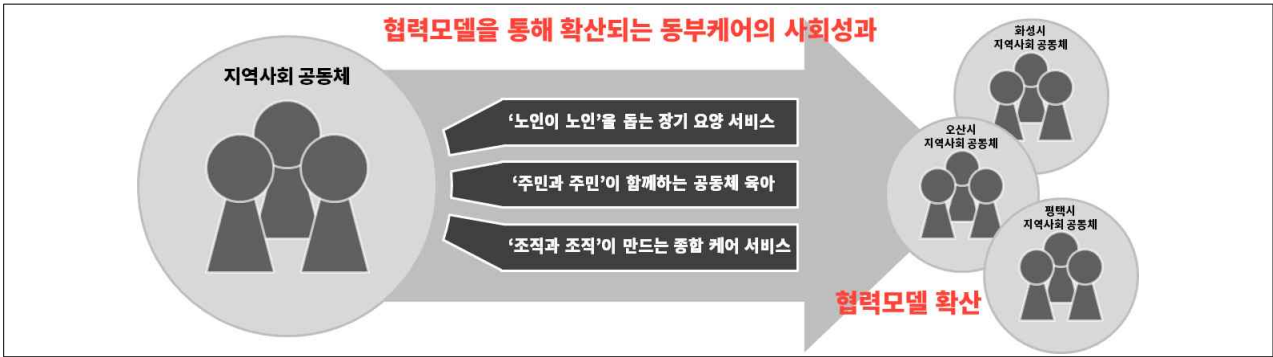 협력모델을 통해 확산되는 동부케어의 사회성과
지역사회 공동체
‘노인이 노인’을 돕는 장기 요양 서비스
‘주민과 주민’이 함께하는 공동체 육아
‘조직과 조직’이 만드는 종합 케어 서비스
화성시
지역사회 공동체
오산시
지역사회 공동체
평택시
지역사회 공동체
협력모델 확산